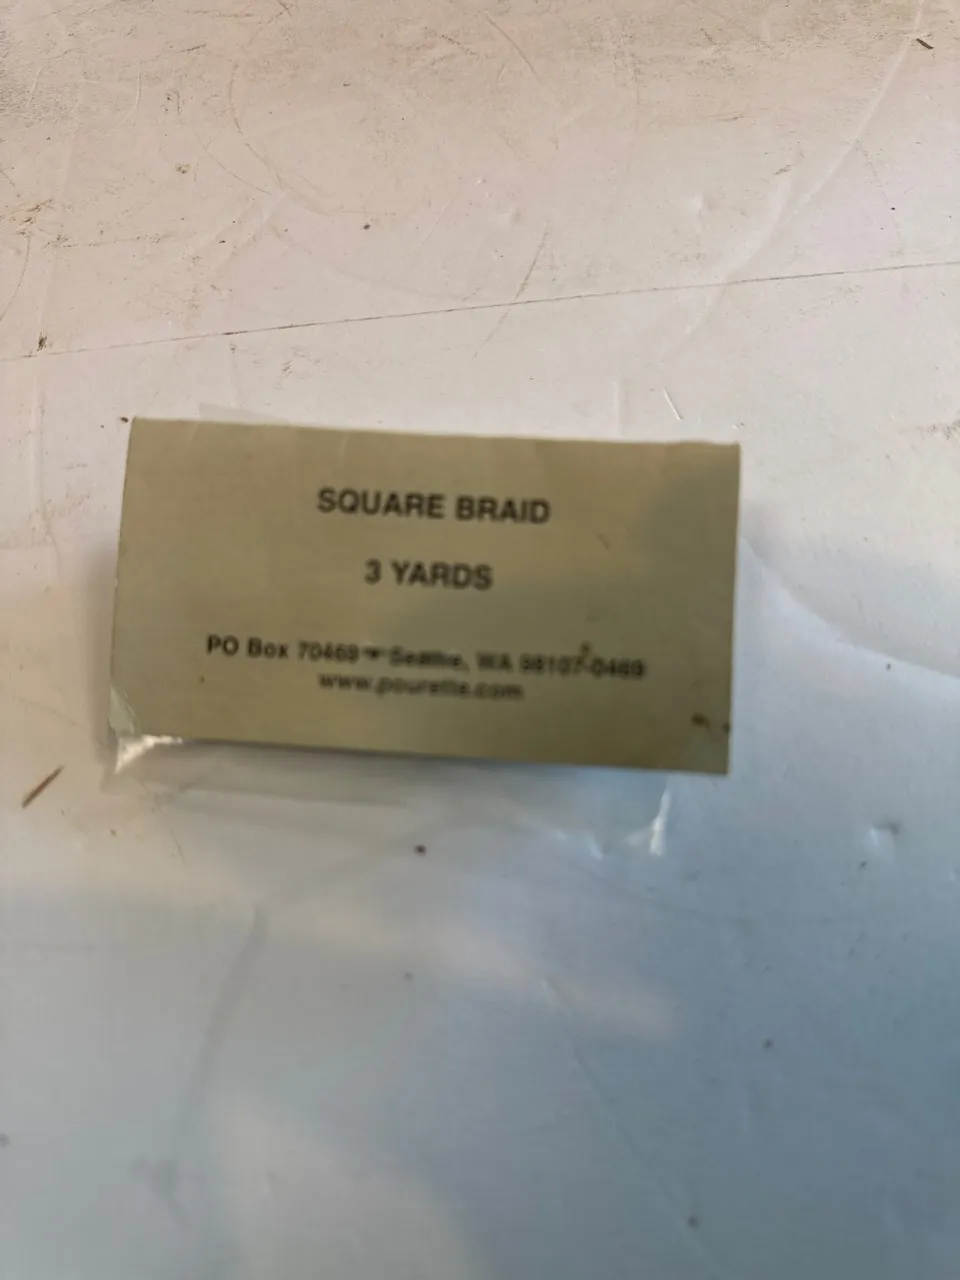 SQUARE BRAID
3 YARDS
PO Box 70469 • Seattle, WA 98107-0469
www.pourette.com